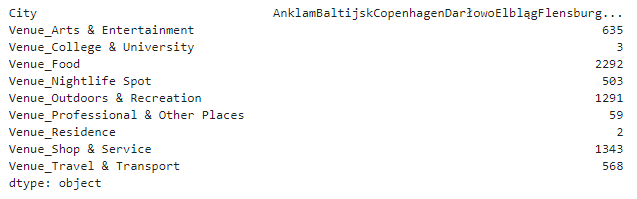 City AnklamBaltijskCopenhagenDarłowoElblągFlensburg...
Venue_Arts & Entertainment 635
Venue_College & University 3
Venue_Food 2292
Venue_Nightlife Spot 503
Venue_Outdoors & Recreation 1291
Venue_Professional & Other Places 59
Venue_Residence 2
Venue_Shop & Service 1343
Venue_Travel & Transport 568
dtype: object